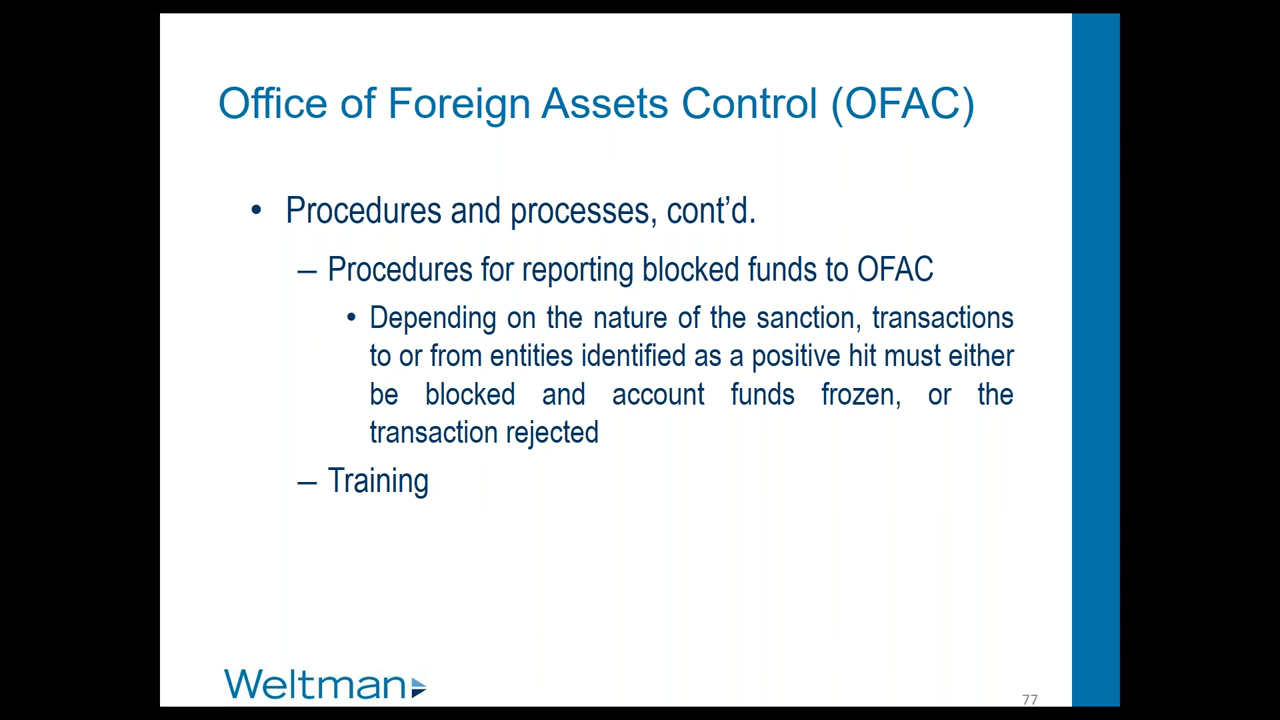 Office of Foreign Assets Control (OFAC)
• Procedures and processes, cont’d.
– Procedures for reporting blocked funds to OFAC
• Depending on the nature of the sanction, transactions
to or from entities identified as a positive hit must either
be blocked and account funds frozen, or the
transaction rejected
– Training
Weltman
77